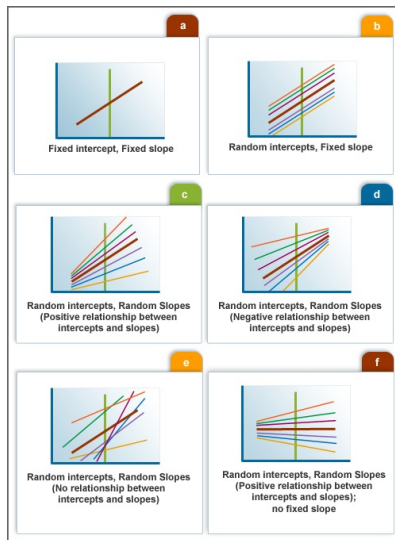 a
Fixed intercept, Fixed slope
b
Random intercepts, Fixed slope
c
Random intercepts, Random Slopes
(Positive relationship between
intercepts and slopes)
d
Random intercepts, Random Slopes
(Negative relationship between
intercepts and slopes)
e
Random intercepts, Random Slopes
(No relationship between
intercepts and slopes)
f
Random intercepts, Random Slopes
(Positive relationship between
intercepts and slopes);
no fixed slope